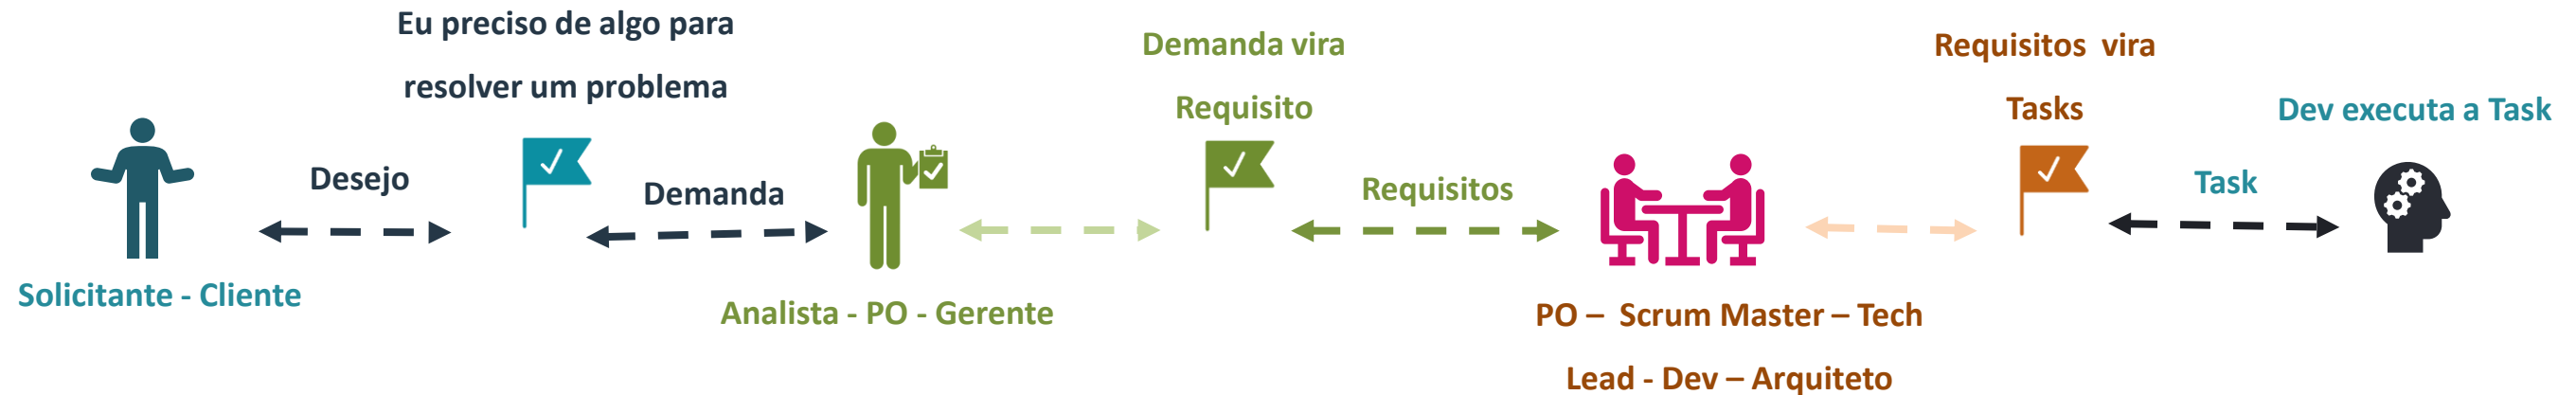 Eu preciso de algo para
resolver um problema
Desejo
Demanda
Solicitante - Cliente
Analista - PO - Gerente
Demanda vira
Requisito
Requisitos
PO – Scrum Master – Tech
Lead - Dev – Arquiteto
Requisitos vira
Tasks
Task
Dev executa a Task